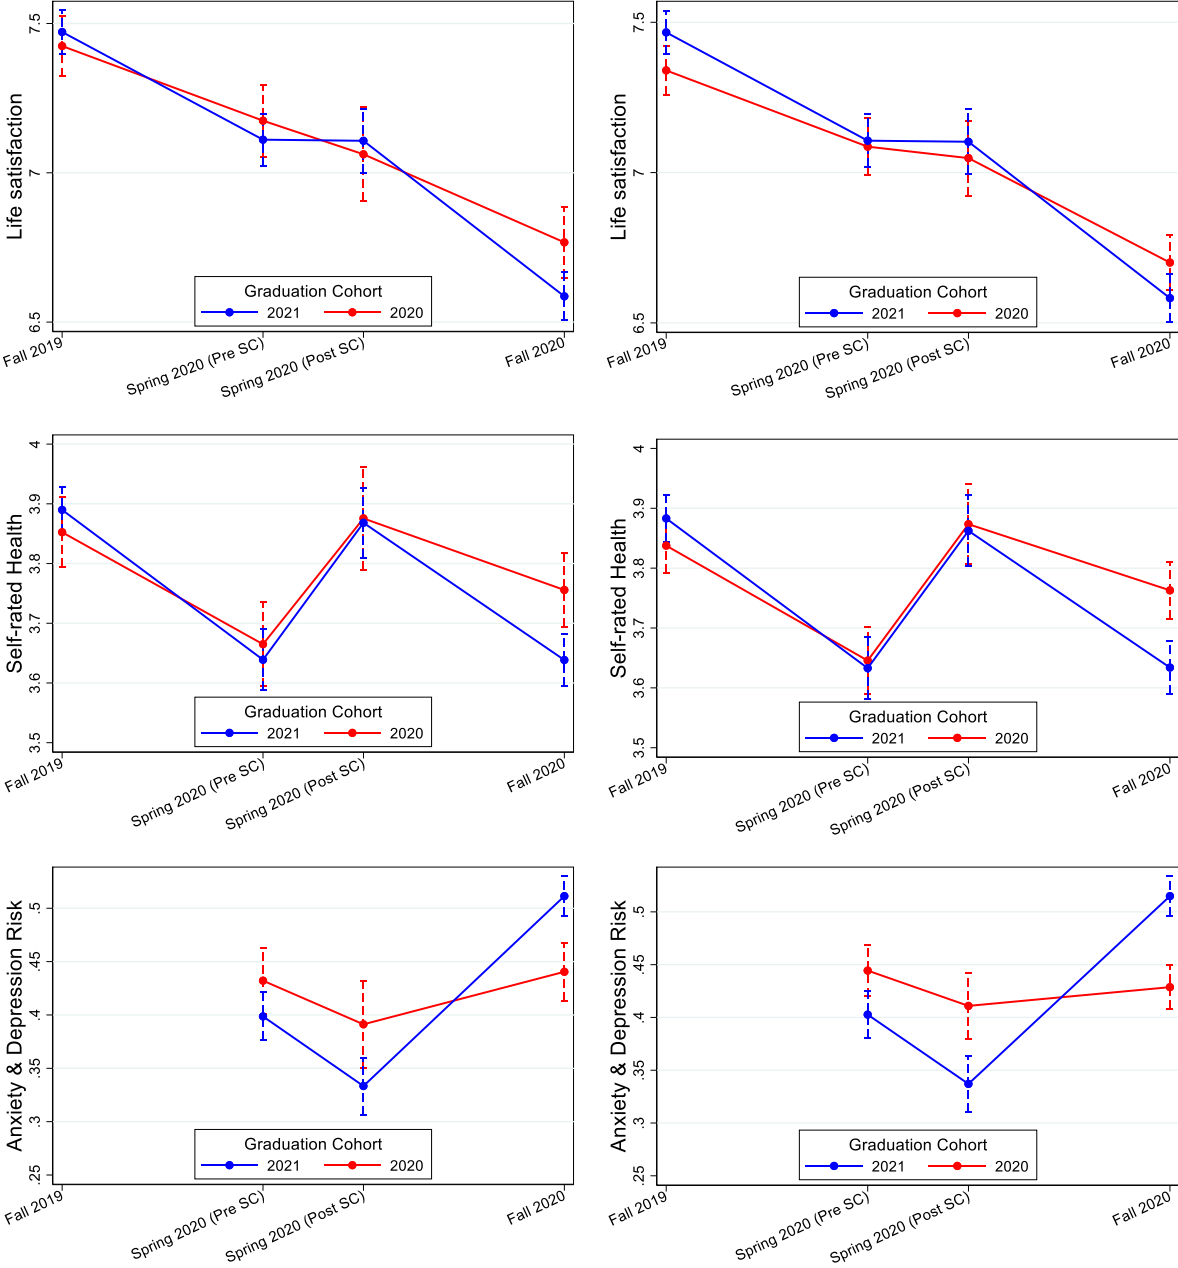 Life satisfaction
7.5
7
6.5
Graduation Cohort
2021 2020
Fall 2019
Spring 2020 (Pre SC)
Spring 2020 (Post SC)
Fall 2020
Life satisfaction
7.5
7
6.5
Graduation Cohort
2021 2020
Fall 2019
Spring 2020 (Pre SC)
Spring 2020 (Post SC)
Fall 2020
Self-rated Health
4
3.9
3.8
3.7
3.6
3.5
Graduation Cohort
2021 2020
Fall 2019
Spring 2020 (Pre SC)
Spring 2020 (Post SC)
Fall 2020
Self-rated Health
4
3.9
3.8
3.7
3.6
3.5
Graduation Cohort
2021 2020
Fall 2019
Spring 2020 (Pre SC)
Spring 2020 (Post SC)
Fall 2020
Anxiety & Depression Risk
.5
.45
.4
.35
.3
.25
Graduation Cohort
2021 2020
Fall 2019
Spring 2020 (Pre SC)
Spring 2020 (Post SC)
Fall 2020
Anxiety & Depression Risk
.5
.45
.4
.35
.3
.25
Graduation Cohort
2021 2020
Fall 2019
Spring 2020 (Pre SC)
Spring 2020 (Post SC)
Fall 2020